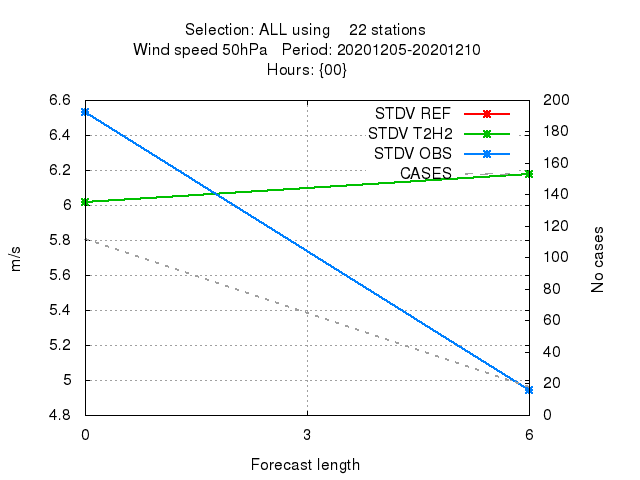 Selection: ALL using 22 stations
Wind speed 50hPa Period: 20201205-20201210
Hours: {00}
STDV REF
STDV T2H2
STDV OBS
CASES
6.6
6.4
6.2
6
5.8
5.6
5.4
5.2
5
4.8
m/s
200
180
160
140
120
100
80
60
40
20
0
No cases
0 3 6
Forecast length